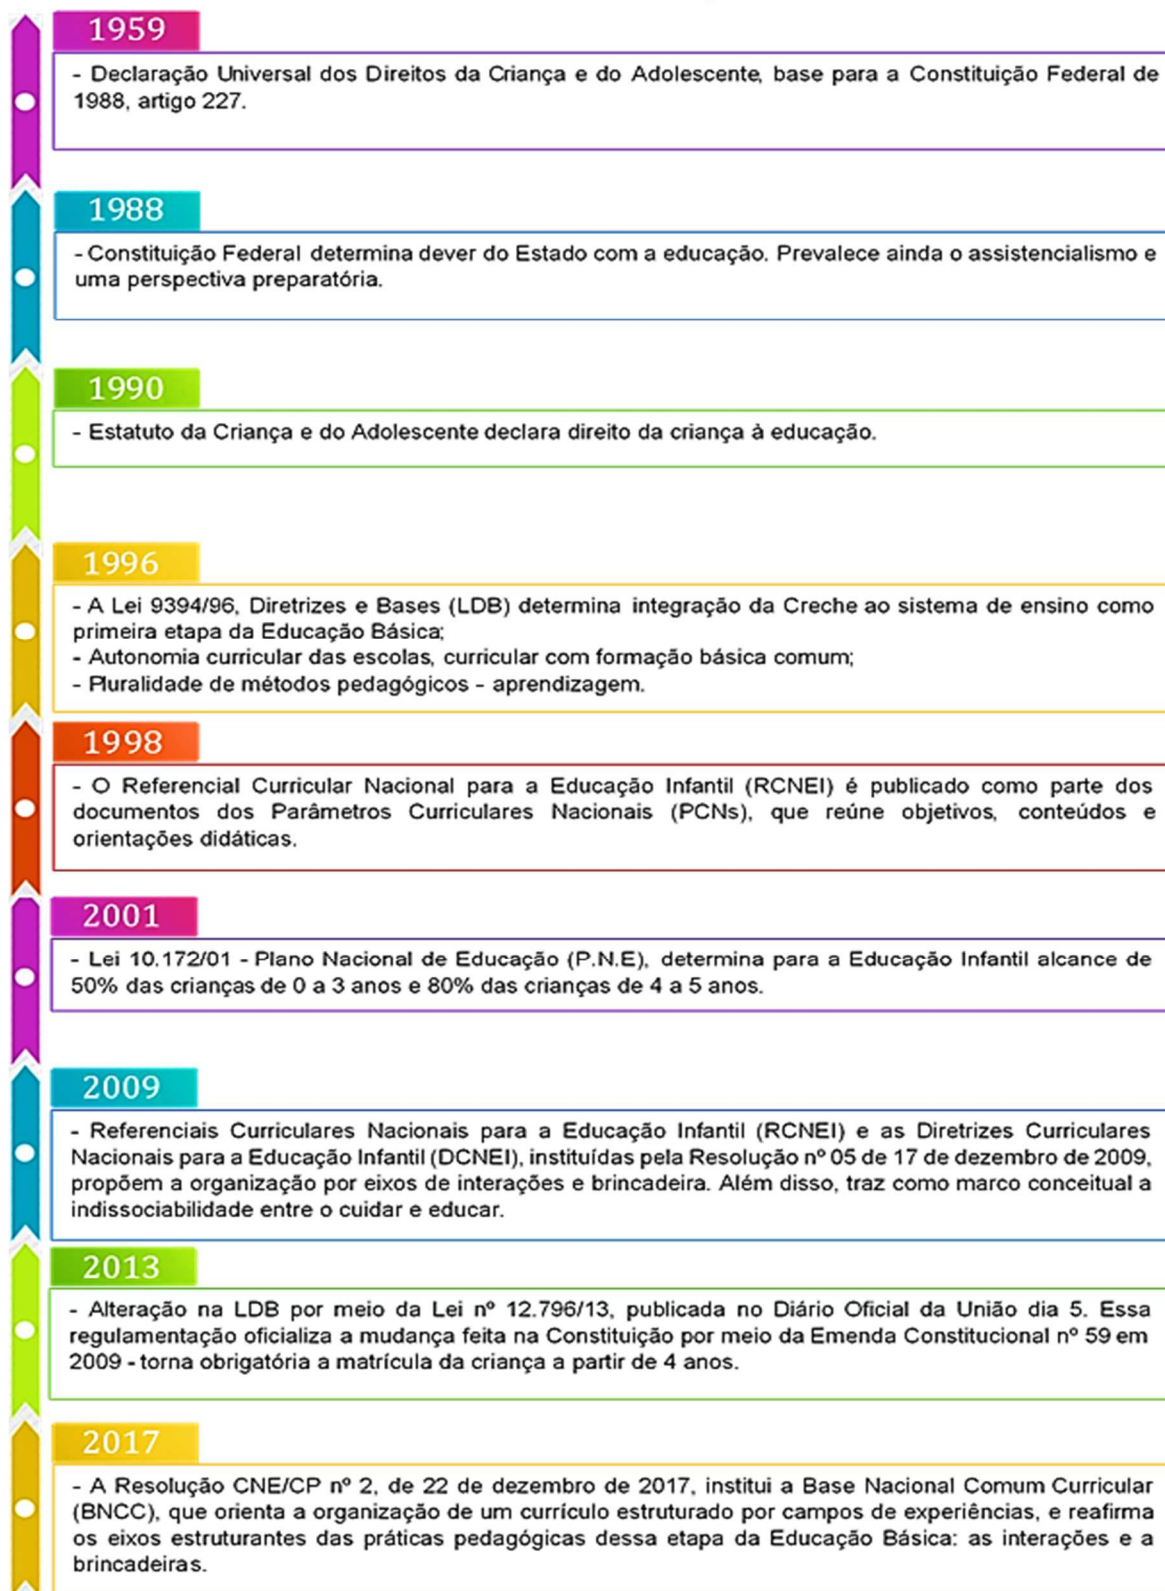 1959
- Declaração Universal dos Direitos da Criança e do Adolescente, base para a Constituição Federal de
1988, artigo 227.
1988
- Constituição Federal determina dever do Estado com a educação. Prevalece ainda o assistencialismo e
uma perspectiva preparatória.
1990
- Estatuto da Criança e do Adolescente declara direito da criança à educação.
1996
- A Lei 9394/96, Diretrizes e Bases (LDB) determina integração da Creche ao sistema de ensino como
primeira etapa da Educação Básica;
- Autonomia curricular das escolas, curricular com formação básica comum;
- Pluralidade de métodos pedagógicos – aprendizagem.
1998
- O Referencial Curricular Nacional para a Educação Infantil (RCNEI) é publicado como parte dos
documentos dos Parâmetros Curriculares Nacionais (PCNs), que reúne objetivos, conteúdos e
orientações didáticas.
2001
- Lei 10.172/01 - Plano Nacional de Educação (P.N.E), determina para a Educação Infantil alcance de
50% das crianças de 0 a 3 anos e 80% das crianças de 4 a 5 anos.
2009
- Referenciais Curriculares Nacionais para a Educação Infantil (RCNEI) e as Diretrizes Curriculares
Nacionais para a Educação Infantil (DCNEI), instituídas pela Resolução nº 05 de 17 de dezembro de 2009,
propõem a organização por eixos de interações e brincadeira. Além disso, traz como marco conceitual a
indissociabilidade entre o cuidar e educar.
2013
- Alteração na LDB por meio da Lei nº 12.796/13, publicada no Diário Oficial da União dia 5. Essa
regulamentação oficializa a mudança feita na Constituição por meio da Emenda Constitucional nº 59 em
2009 - torna obrigatória a matrícula da criança a partir de 4 anos.
2017
- A Resolução CNE/CP nº 2, de 22 de dezembro de 2017, institui a Base Nacional Comum Curricular
(BNCC), que orienta a organização de um currículo estruturado por campos de experiências, e reafirma
os eixos estruturantes das práticas pedagógicas dessa etapa da Educação Básica: as interações e a
brincadeiras.